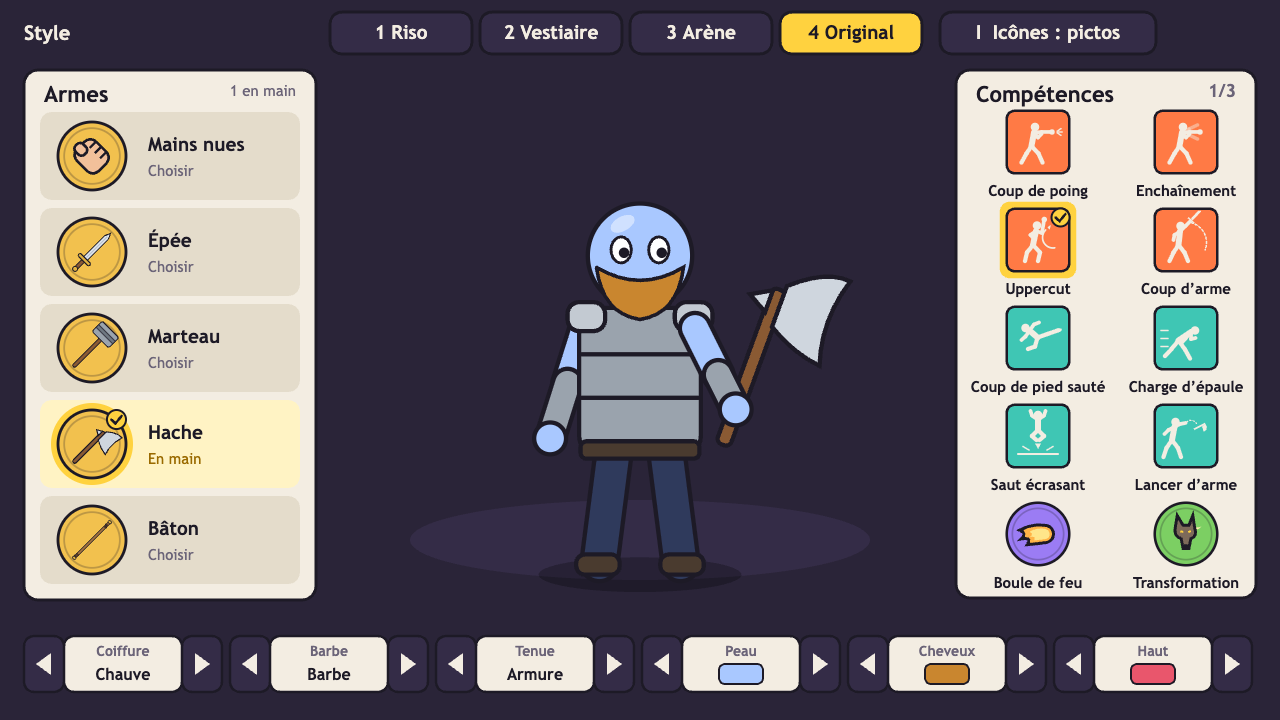 Style
1 Riso
2 Vestiaire
3 Arène
4 Original
I Icônes : pictos
Armes
1 en main
Mains nues
Choisir
Épée
Choisir
Marteau
Choisir
Hache
En main
Bâton
Choisir
Compétences
1/3
Coup de poing
Enchaînement
Uppercut
Coup d’arme
Coup de pied sauté
Charge d’épaule
Saut écrasant
Lancer d’arme
Boule de feu
Transformation
Coiffure
Chauve
Barbe
Barbe
Tenue
Armure
Peau
Cheveux
Haut